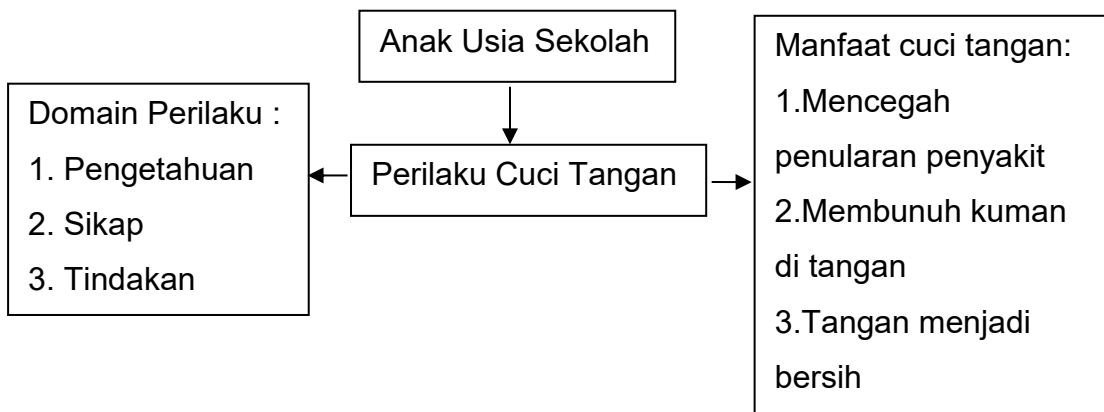 Anak Usia Sekolah
Domain Perilaku :
1. Pengetahuan
2. Sikap
3. Tindakan
Perilaku Cuci Tangan
Manfaat cuci tangan:
1.Mencegah
penularan penyakit
2.Membunuh kuman
di tangan
3.Tangan menjadi
bersih